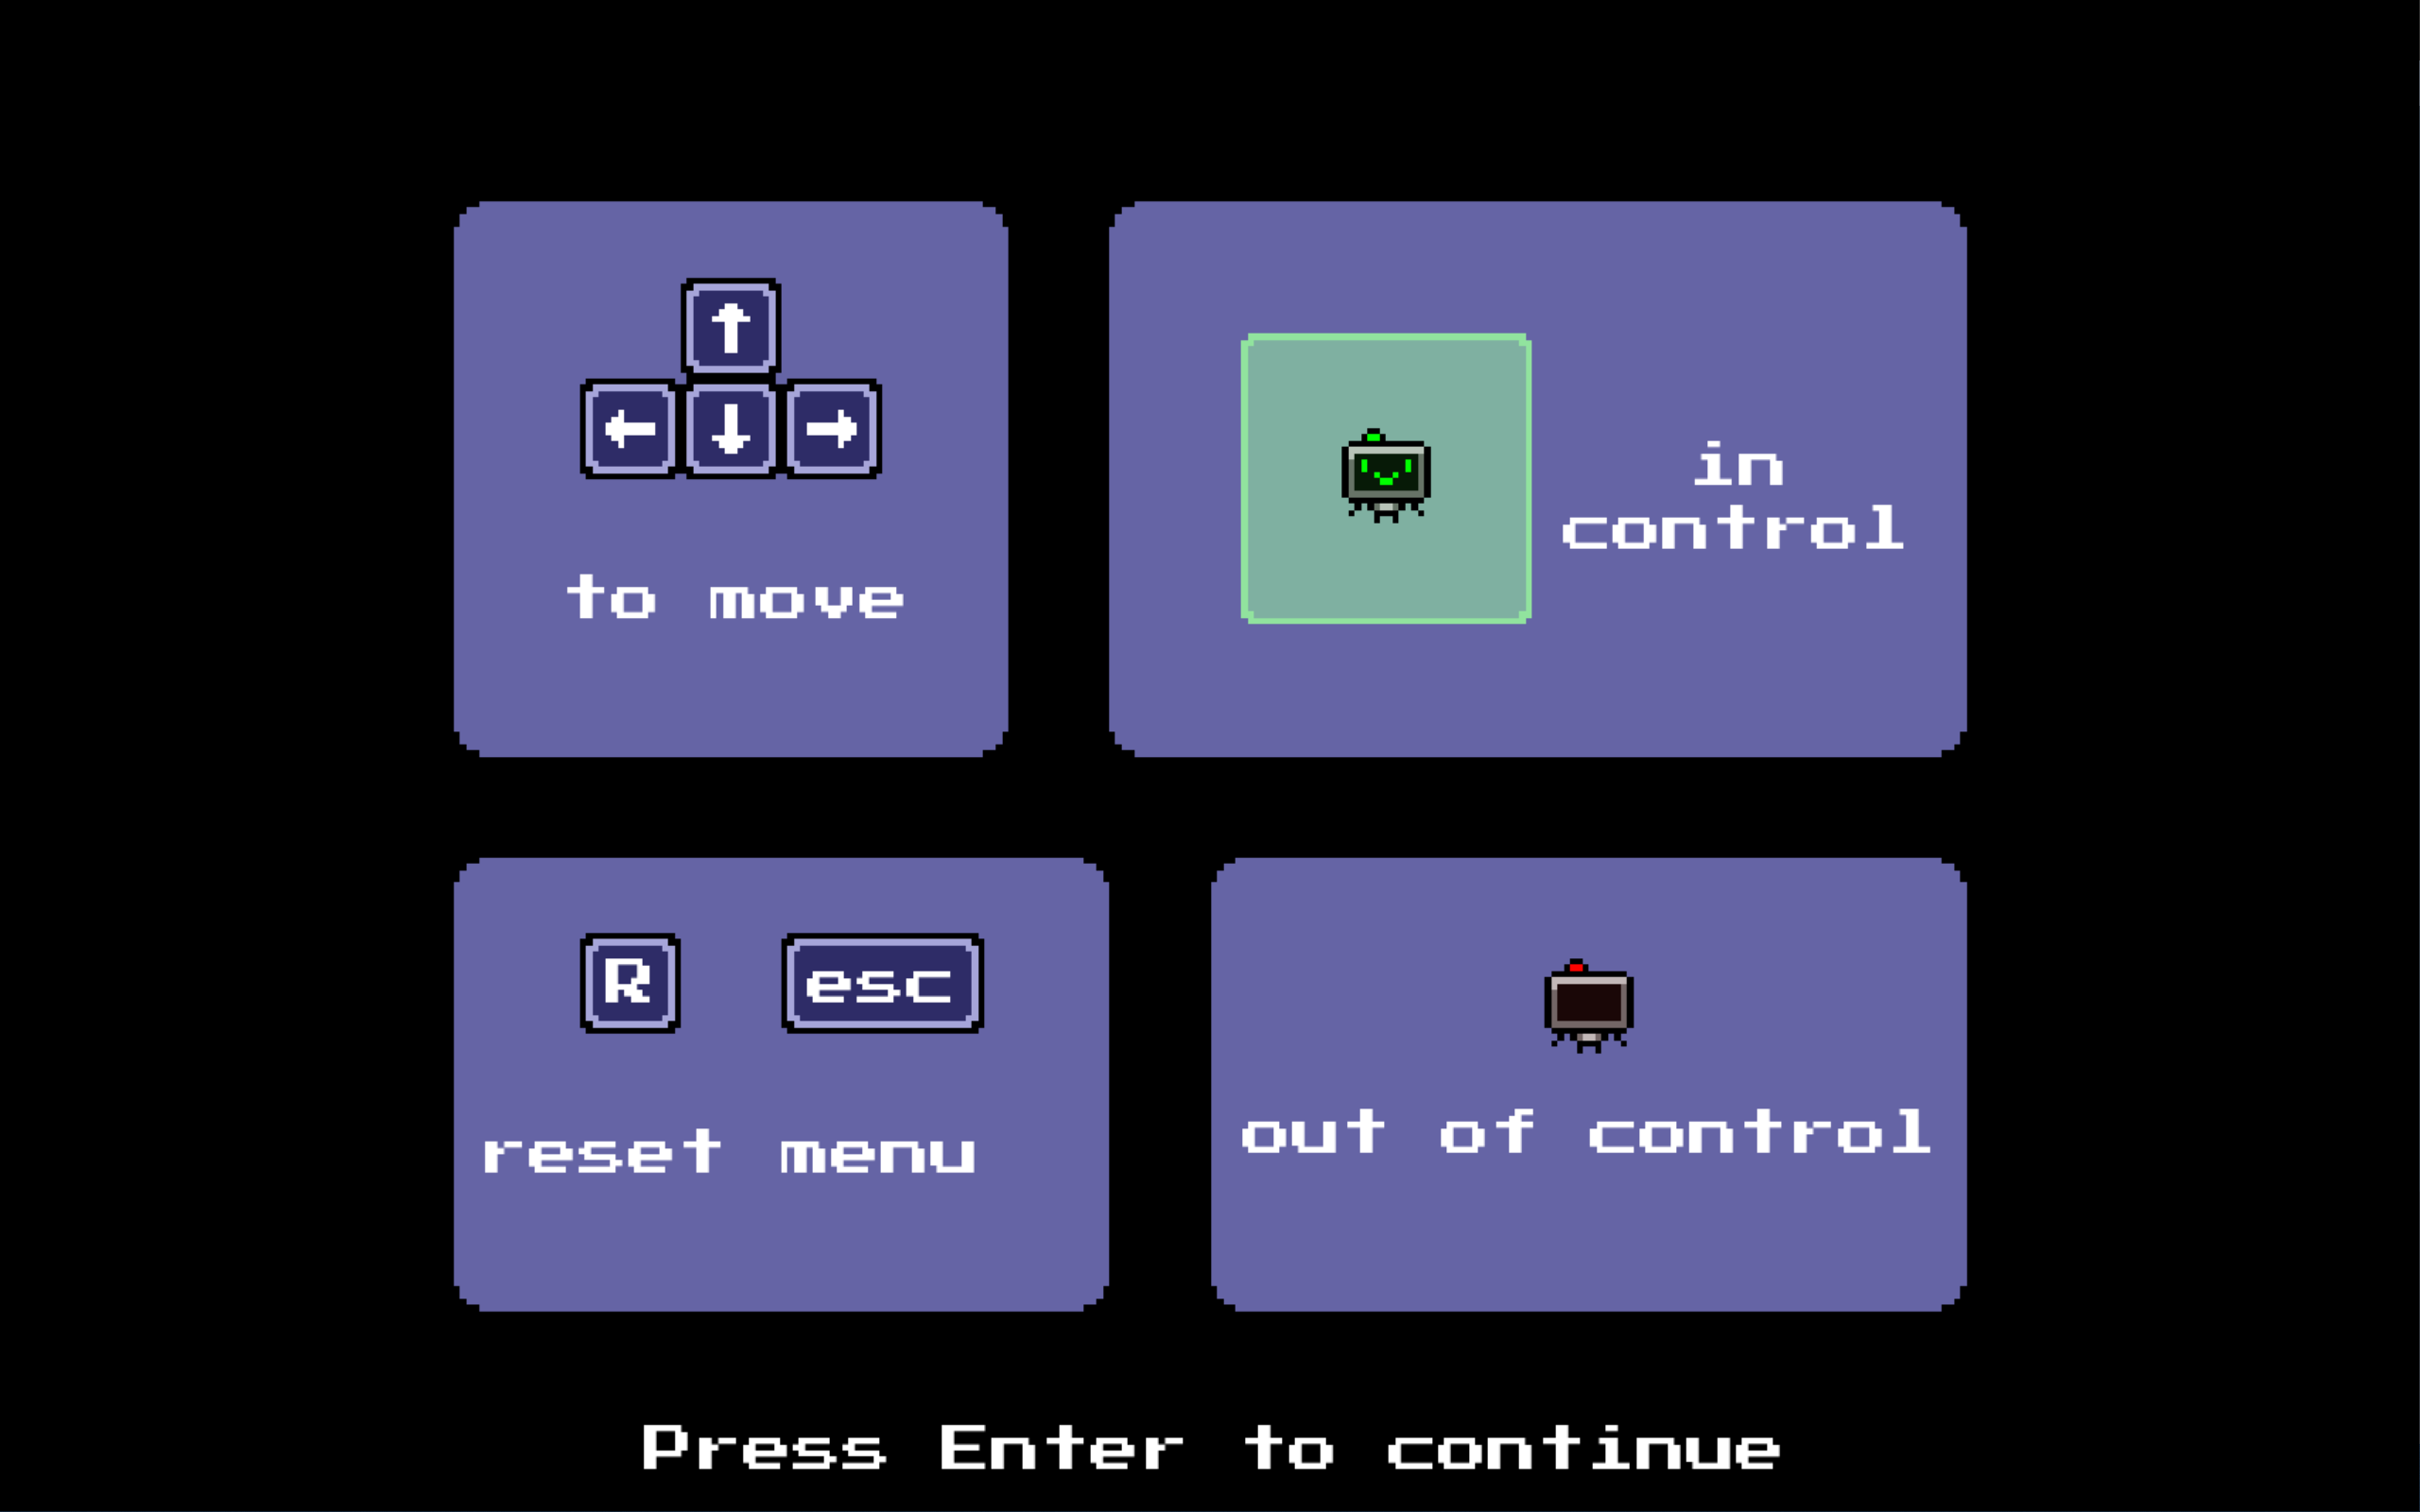 to move
in
control
R
esc
reset menu
out of control
Press Enter to continue